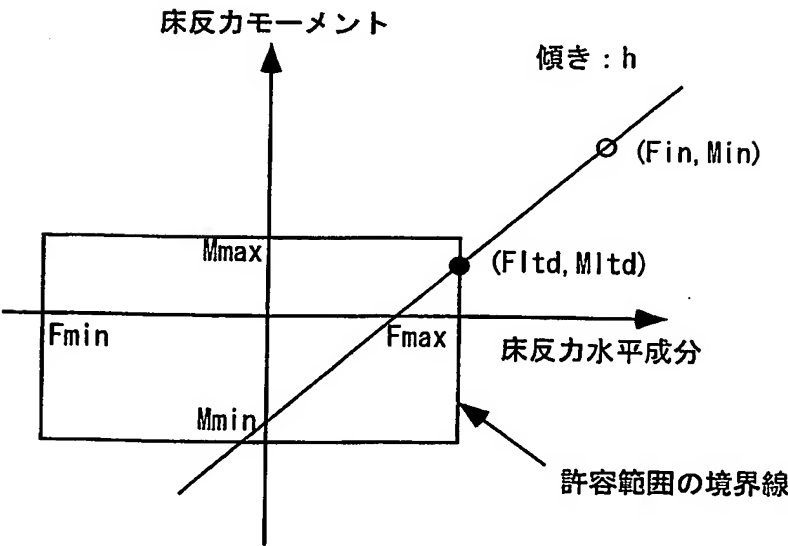 床反力モーメント
傾き：h
(Fin,Min)
Mmax
(Fltd,Mltd)
Fmin
Fmax
床反力水平成分
Mmin
許容範囲の境界線